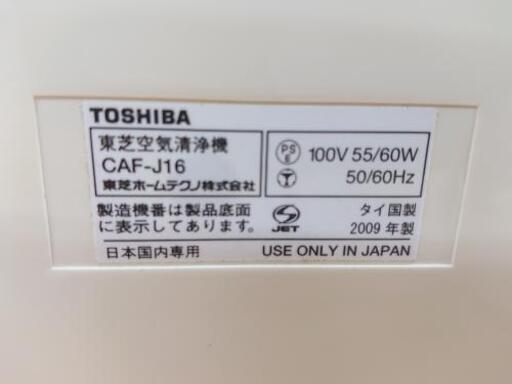 TOSHIBA
東芝空気清浄機
CAF-J16
東芝ホームテクノ株式会社
PS
E
100V 55/60W
T
50/60Hz
製造機番は製品底面
に表示してあります。
S
JET
タイ国製
2009 年製
日本国内専用
USE ONLY IN JAPAN